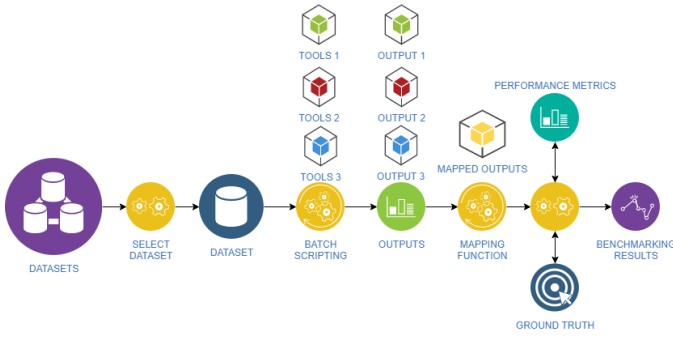 TOOLS 1
OUTPUT 1
TOOLS 2
OUTPUT 2
TOOLS 3
OUTPUT 3
PERFORMANCE METRICS
MAPPED OUTPUTS
DATASETS
SELECT
DATASET
DATASET
BATCH
SCRIPTING
OUTPUTS
MAPPING
FUNCTION
BENCHMARKING
RESULTS
GROUND TRUTH